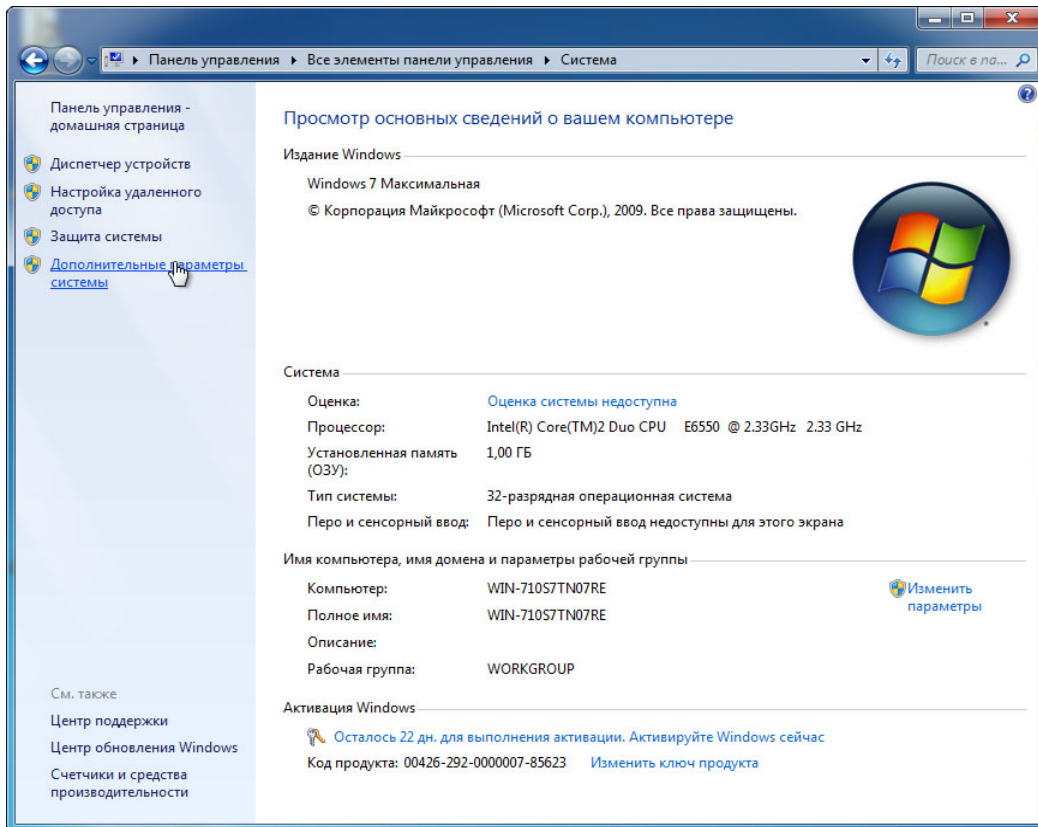 Панель управления ▸ Все элементы панели управления ▸ Система
Поиск в па...
Панель управления -
домашняя страница
Диспетчер устройств
Настройка удаленного
доступа
Защита системы
Дополнительные параметры
системы
См. также
Центр поддержки
Центр обновления Windows
Счетчики и средства
производительности
Просмотр основных сведений о вашем компьютере
Издание Windows
Windows 7 Максимальная
© Корпорация Майкрософт (Microsoft Corp.), 2009. Все права защищены.
Система
Оценка: Оценка системы недоступна
Процессор: Intel(R) Core(TM)2 Duo CPU E6550 @ 2.33GHz 2.33 GHz
Установленная память 1,00 ГБ
(ОЗУ):
Тип системы: 32-разрядная операционная система
Перо и сенсорный ввод: Перо и сенсорный ввод недоступны для этого экрана
Имя компьютера, имя домена и параметры рабочей группы
Компьютер: WIN-710S7TN07RE
Изменить
параметры
Полное имя: WIN-710S7TN07RE
Описание:
Рабочая группа: WORKGROUP
Активация Windows
Осталось 22 дн. для выполнения активации. Активируйте Windows сейчас
Код продукта: 00426-292-0000007-85623 Изменить ключ продукта